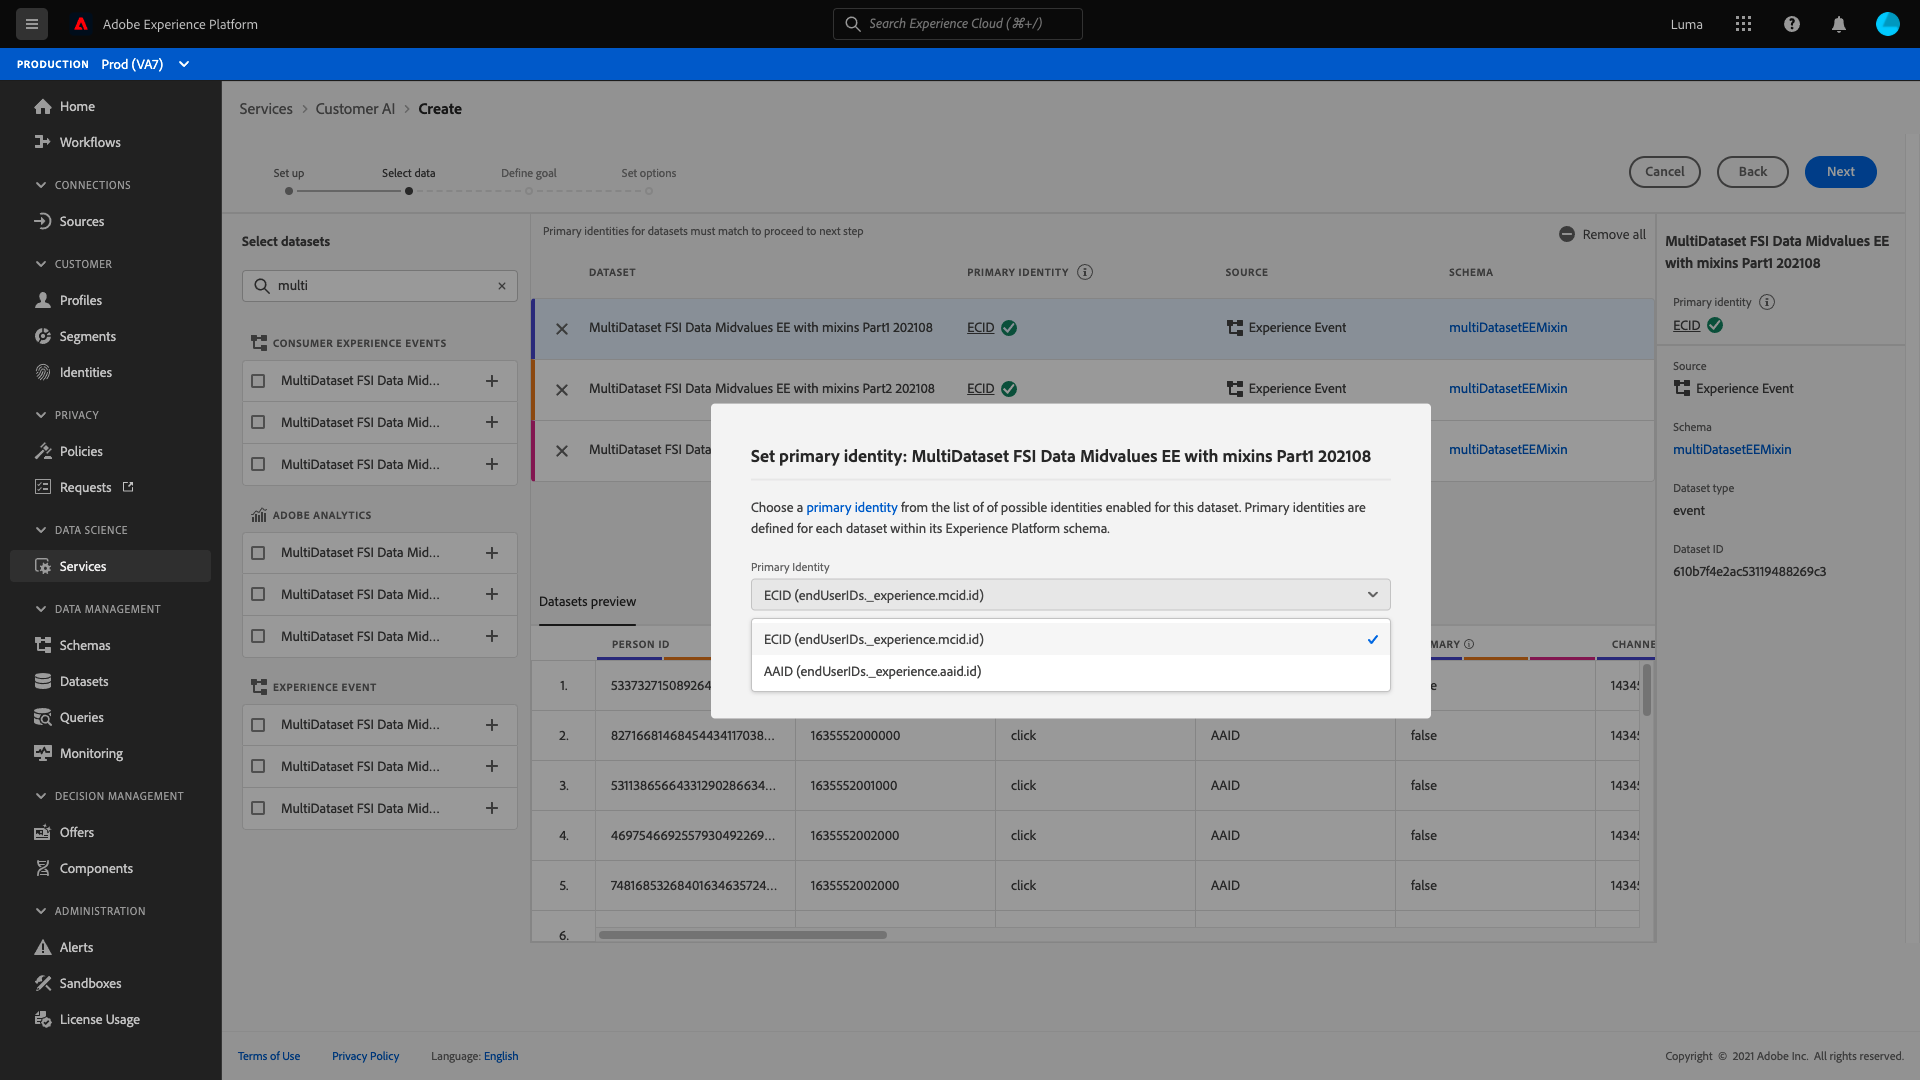 Adobe Experience Platform
Search Experience Cloud (⌘+/)
Luma
PRODUCTION Prod (VA7)
Home
Workflows
CONNECTIONS
Sources
CUSTOMER
Profiles
Segments
Identities
PRIVACY
Policies
Requests
DATA SCIENCE
Services
DATA MANAGEMENT
Schemas
Datasets
Queries
Monitoring
DECISION MANAGEMENT
Offers
Components
ADMINISTRATION
Alerts
Sandboxes
License Usage
Services > Customer AI > Create
Set up Select data Define goal Set options
Cancel Back Next
Select datasets
multi
CONSUMER EXPERIENCE EVENTS
MultiDataset FSI Data Mid...
MultiDataset FSI Data Mid...
MultiDataset FSI Data Mid...
ADOBE ANALYTICS
MultiDataset FSI Data Mid...
MultiDataset FSI Data Mid...
MultiDataset FSI Data Mid...
EXPERIENCE EVENT
MultiDataset FSI Data Mid...
MultiDataset FSI Data Mid...
MultiDataset FSI Data Mid...
Primary identities for datasets must match to proceed to next step
Remove all
DATASET PRIMARY IDENTITY SOURCE SCHEMA
MultiDataset FSI Data Midvalues EE with mixins Part1 202108 ECID Experience Event multiDatasetEEMixin
MultiDataset FSI Data Midvalues EE with mixins Part2 202108 ECID Experience Event multiDatasetEEMixin
MultiDataset FSI Data multiDatasetEEMixin
Set primary identity: MultiDataset FSI Data Midvalues EE with mixins Part1 202108
Choose a primary identity from the list of of possible identities enabled for this dataset. Primary identities are
defined for each dataset within its Experience Platform schema.
Primary Identity
ECID (endUserIDs._experience.mcid.id)
ECID (endUserIDs._experience.mcid.id)
AAID (endUserIDs._experience.aaid.id)
Datasets preview
PERSON ID MARY CHANNE
1. 533732715089264 e 1434
2. 82716681468454434117038... 1635552000000 click AAID false 1434
3. 53113865664331290286634... 1635552001000 click AAID false 1434
4. 4697546692557930492269... 1635552002000 click AAID false 1434
5. 74816853268401634635724... 1635552002000 click AAID false 1434
6.
MultiDataset FSI Data Midvalues EE
with mixins Part1 202108
Primary identity
ECID
Source
Experience Event
Schema
multiDatasetEEMixin
Dataset type
event
Dataset ID
610b7f4e2ac53119488269c3
Terms of Use Privacy Policy Language: English
Copyright © 2021 Adobe Inc. All rights reserved.